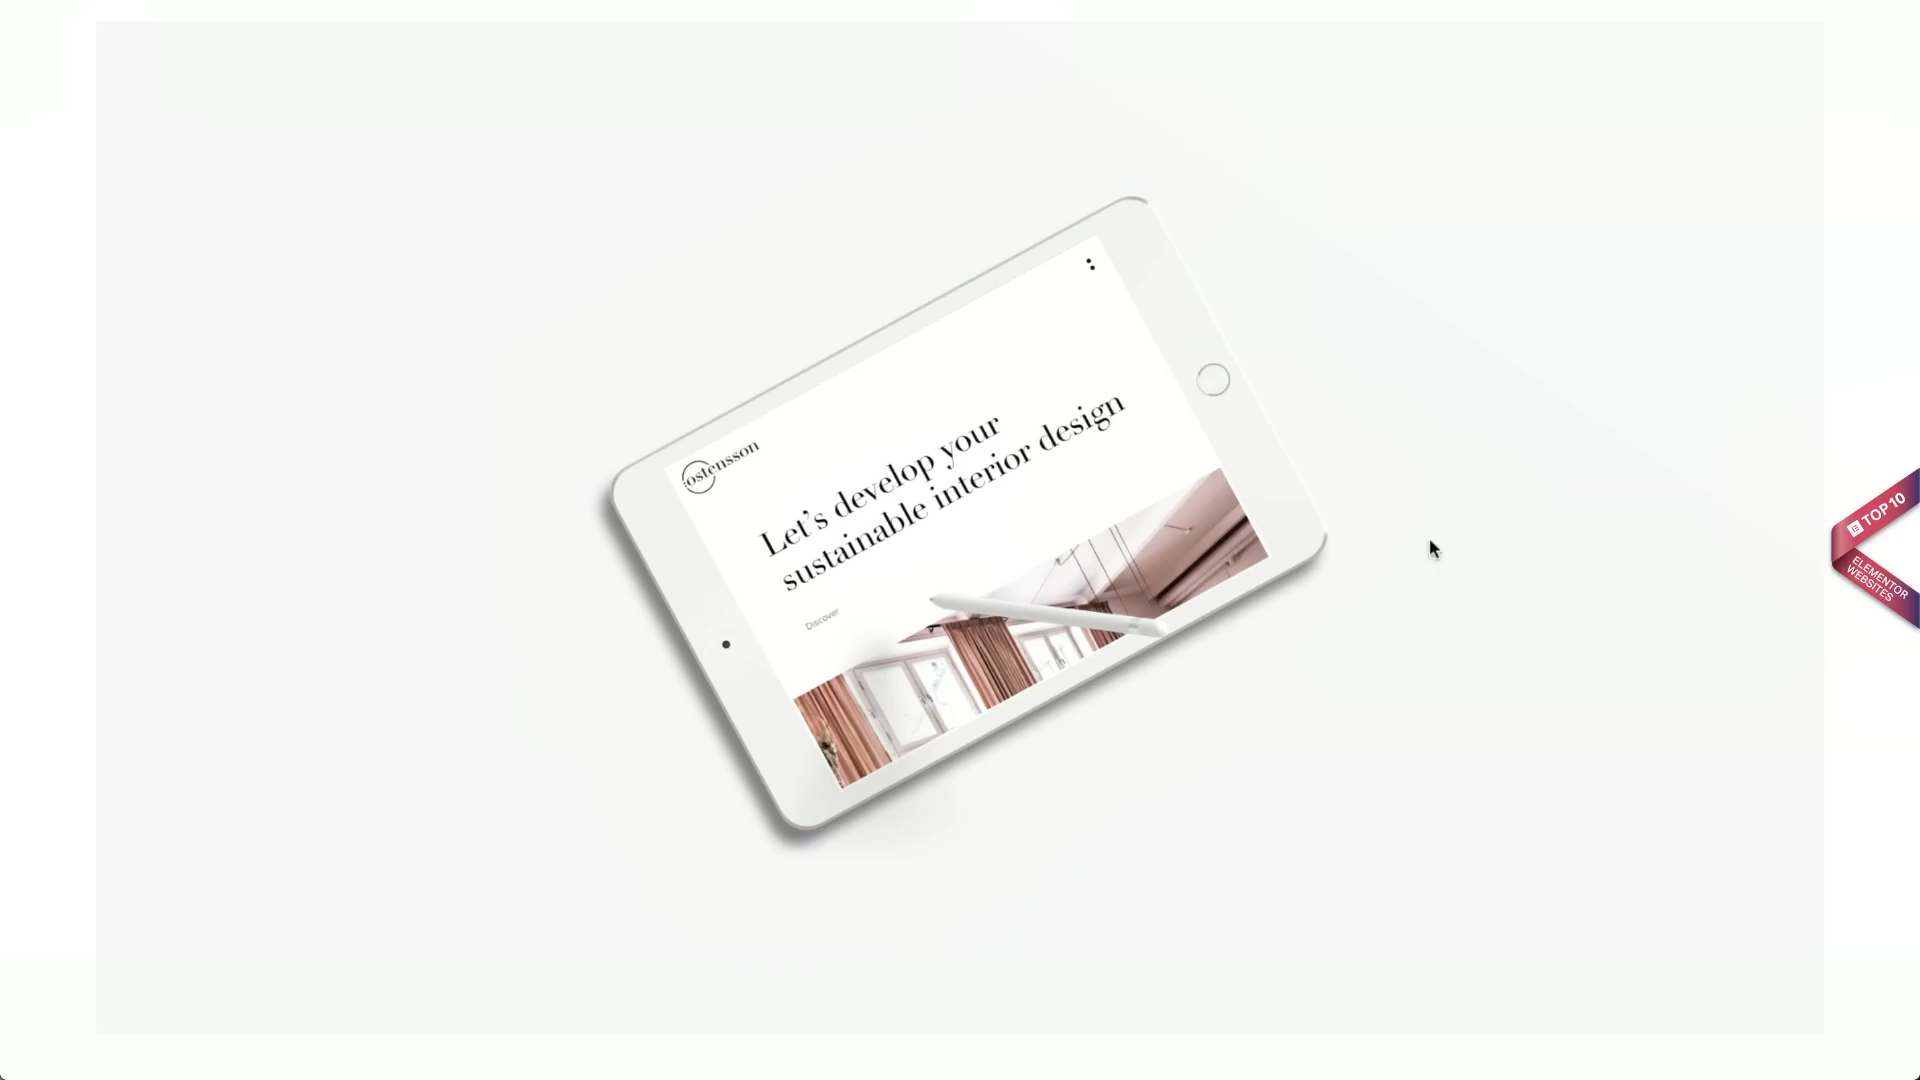 ostensson
Let's develop your
sustainable interior design
Discover
TOP 10
ELEMENTOR
WEBSITES